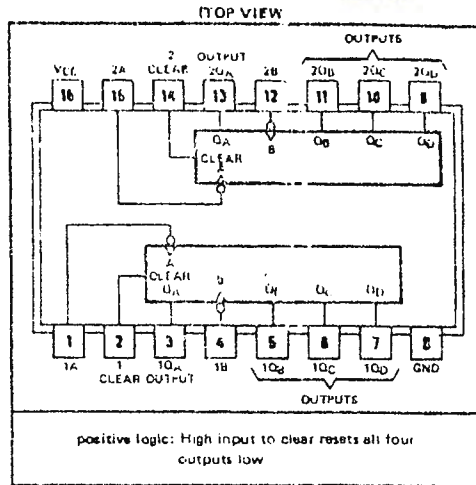 (TOP VIEW
OUTPUTS
2 OUTPUT
VCC 2A CLEAR 2QA 2B 2QB 2QC 2QD
16 15 14 13 12 11 10 9
QA B QB QC QD
CLEAR
A
A
CLEAR
QA B QC QD
1 2 3 4 5 6 7 8
1A 1 1QA 1B 1QB 1QC 1QD GND
CLEAR OUTPUT
OUTPUTS
positive logic: High input to clear resets all four
outputs low